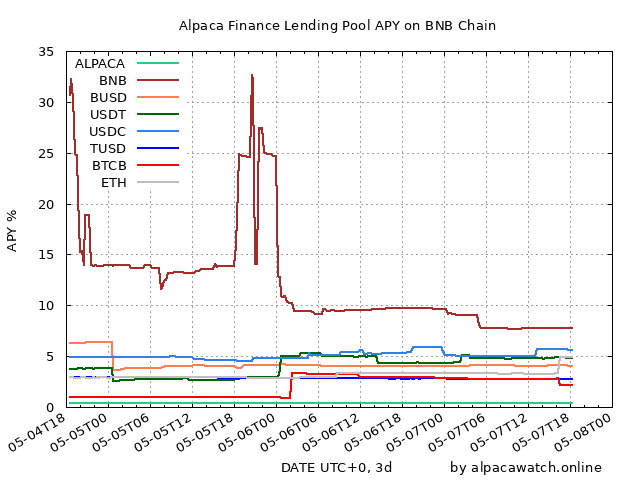 Alpaca Finance Lending Pool APY on BNB Chain
APY %
35
30
25
20
15
10
5
0
ALPACA
BNB
BUSD
USDT
USDC
TUSD
BTCB
ETH
05-04T18
05-05T00
05-05T06
05-05T12
05-05T18
05-06T00
05-06T06
05-06T12
05-06T18
05-07T00
05-07T06
05-07T12
05-07T18
05-08T00
DATE UTC+0, 3d
by alpacawatch.online